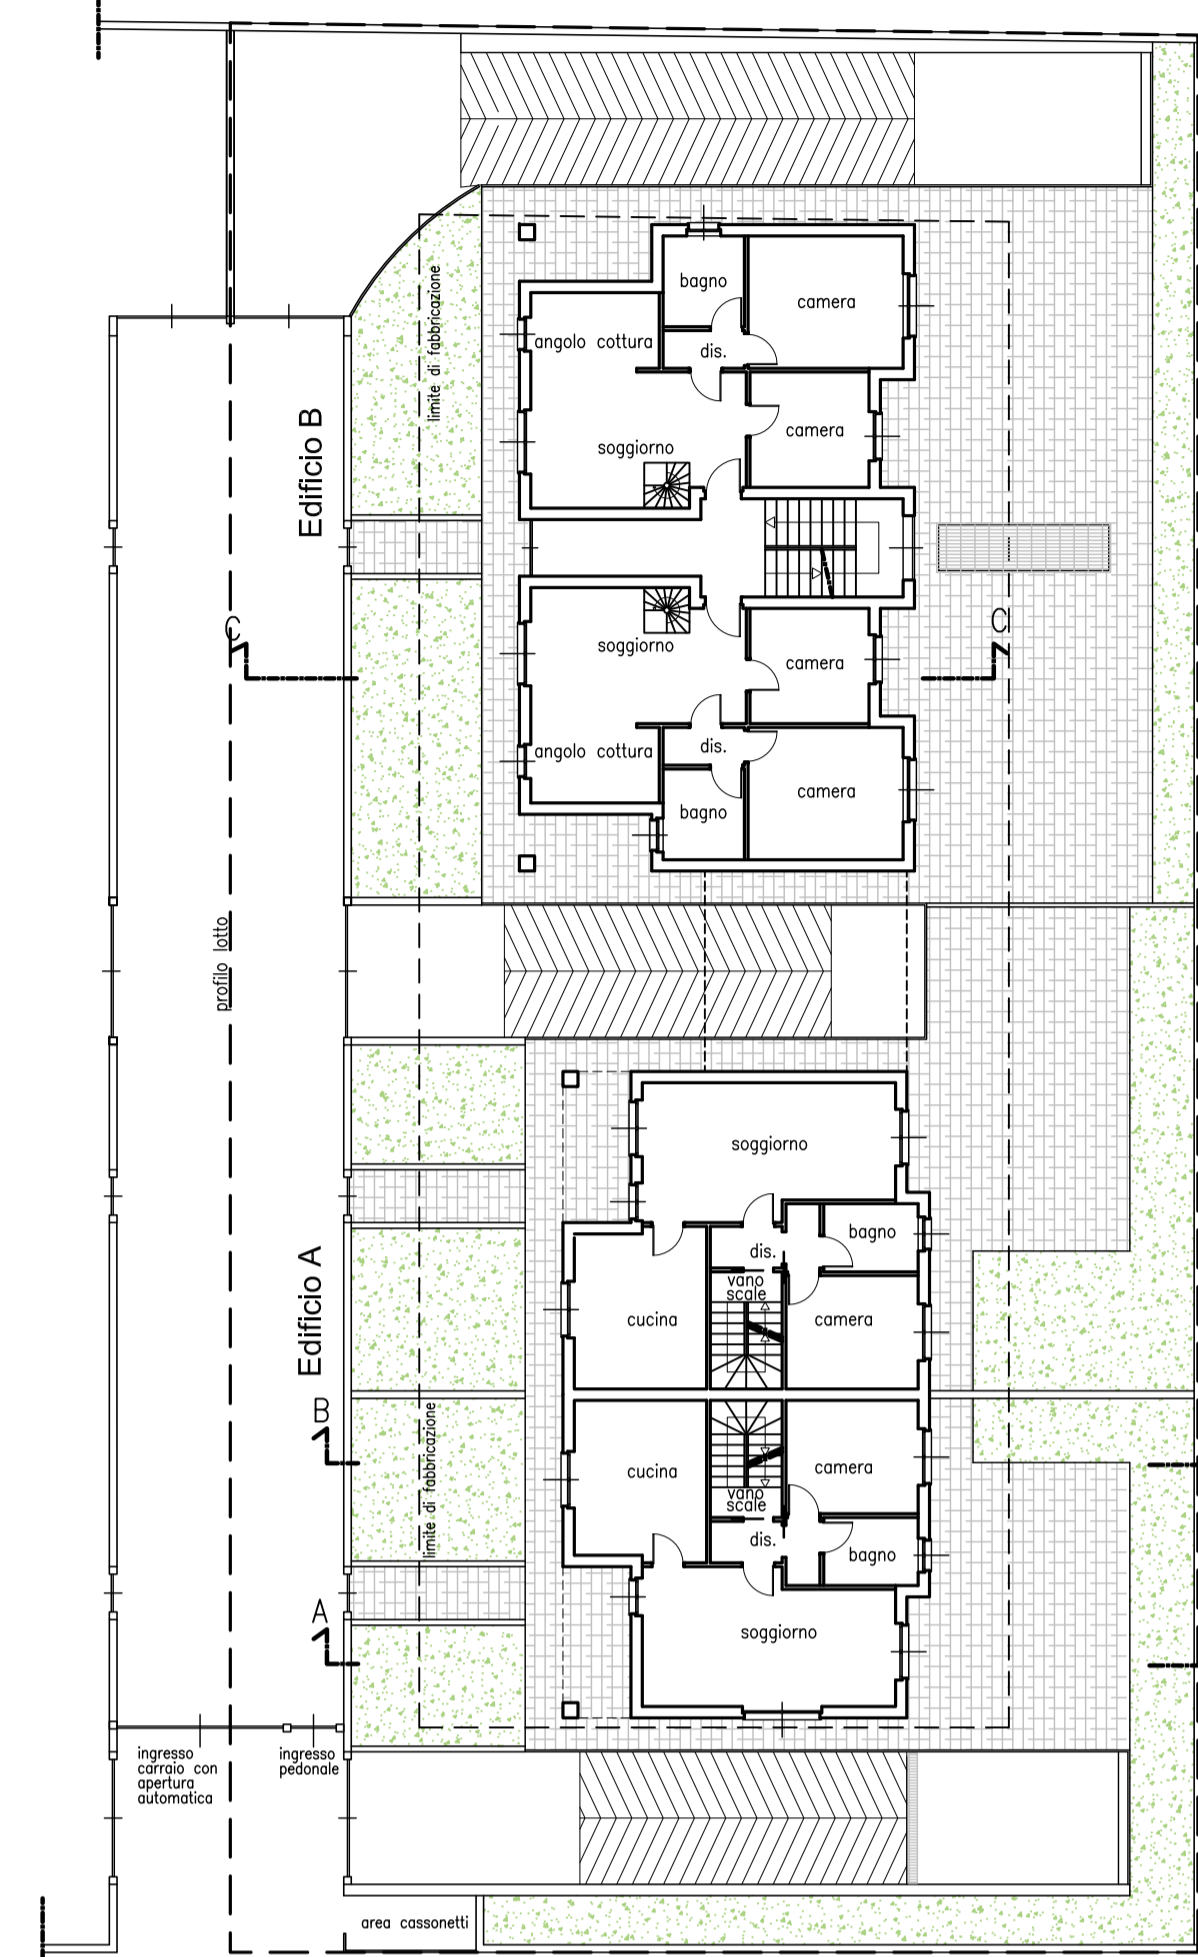 bagno
camera
limite di fabbricazione
angolo cottura
dis.
Edificio B
camera
soggiorno
C
C
soggiorno
camera
angolo cottura
dis.
camera
bagno
profilo lotto
soggiorno
bagno
dis.
vano
scale
Edificio A
cucina
camera
B
limite di fabbricazione
cucina
camera
vano
scale
dis.
bagno
A
soggiorno
ingresso
carraio con
apertura
automatica
ingresso
pedonale
area cassonetti